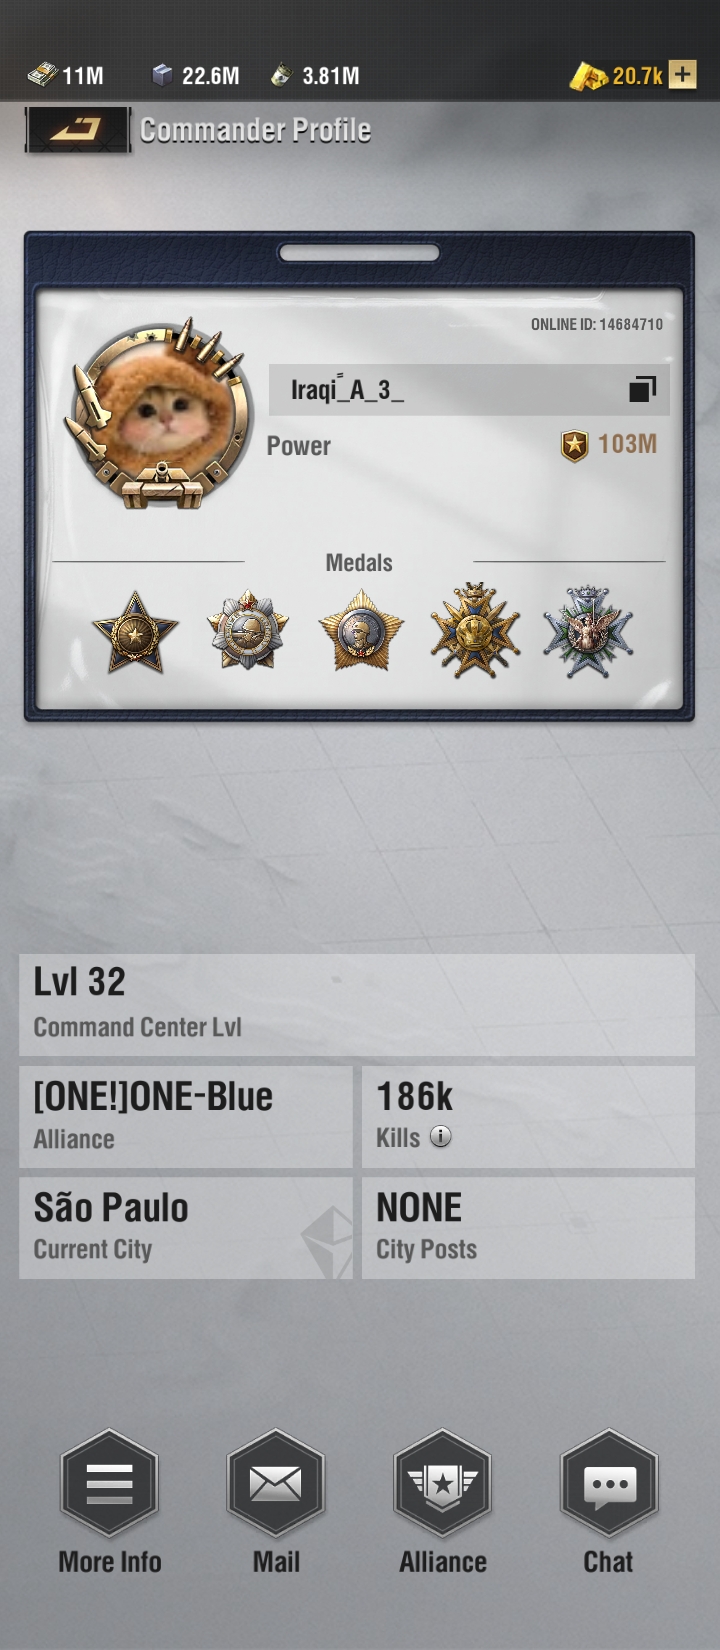 11M 22.6M 3.81M 20.7k
Commander Profile
ONLINE ID: 14684710
Iraqi ͆_A_3_
Power 103M
Medals
Lvl 32
Command Center Lvl
[ONE!]ONE-Blue
Alliance
186k
Kills
São Paulo
Current City
NONE
City Posts
More Info Mail Alliance Chat